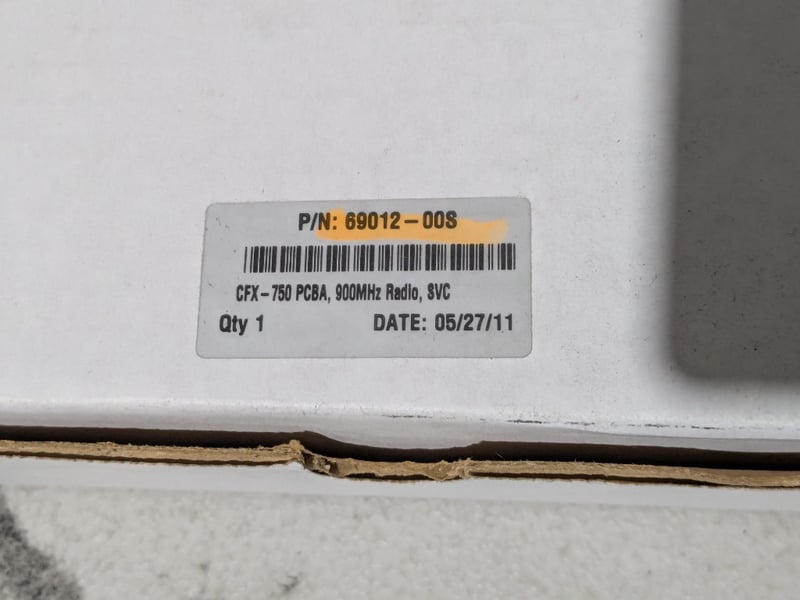 P/N: 69012-00S
CFX-750 PCBA, 900MHz Radio, SVC
Qty 1 DATE: 05/27/11